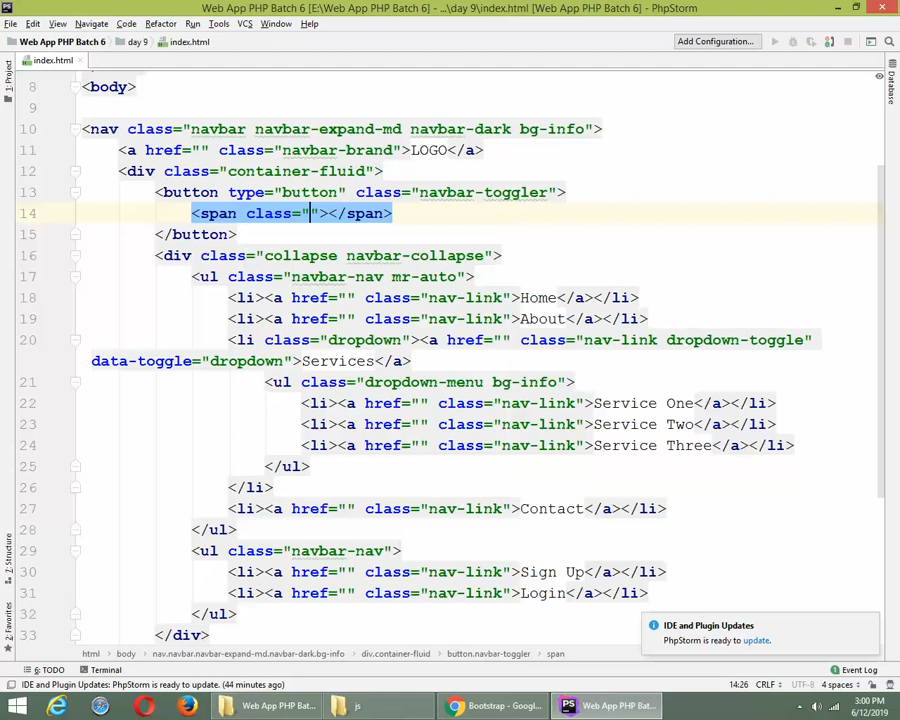 Web App PHP Batch 6 [E:\Web App PHP Batch 6] - ...\day 9\index.html - PhpStorm
File Edit View Navigate Code Refactor Run Tools VCS Window Help
Web App PHP Batch 6 day 9 index.html Add Configuration...
index.html
1: Project
Database
8 <body>
9
10 <nav class="navbar navbar-expand-md navbar-dark bg-info">
11 <a href="" class="navbar-brand">LOGO</a>
12 <div class="container-fluid">
13 <button type="button" class="navbar-toggler">
14 <span class=""></span>
15 </button>
16 <div class="collapse navbar-collapse">
17 <ul class="navbar-nav mr-auto">
18 <li><a href="" class="nav-link">Home</a></li>
19 <li><a href="" class="nav-link">About</a></li>
20 <li class="dropdown"><a href="" class="nav-link dropdown-toggle"
data-toggle="dropdown">Services</a>
21 <ul class="dropdown-menu bg-info">
22 <li><a href="" class="nav-link">Service One</a></li>
23 <li><a href="" class="nav-link">Service Two</a></li>
24 <li><a href="" class="nav-link">Service Three</a></li>
25 </ul>
26 </li>
27 <li><a href="" class="nav-link">Contact</a></li>
28 </ul>
29 <ul class="navbar-nav">
30 <li><a href="" class="nav-link">Sign Up</a></li>
31 <li><a href="" class="nav-link">Login</a></li>
32 </ul>
33 </div>
7: Structure
2: Favorites
IDE and Plugin Updates
PhpStorm is ready to update.
html body nav.navbar.navbar-expand-md.navbar-dark.bg-info div.container-fluid button.navbar-toggler span
6: TODO Terminal Event Log
IDE and Plugin Updates: PhpStorm is ready to update. (44 minutes ago) 14:26 CRLF UTF-8 4 spaces
Web App PHP Bat... js Bootstrap - Googl... Web App PHP Bat...
3:00 PM
6/12/2019